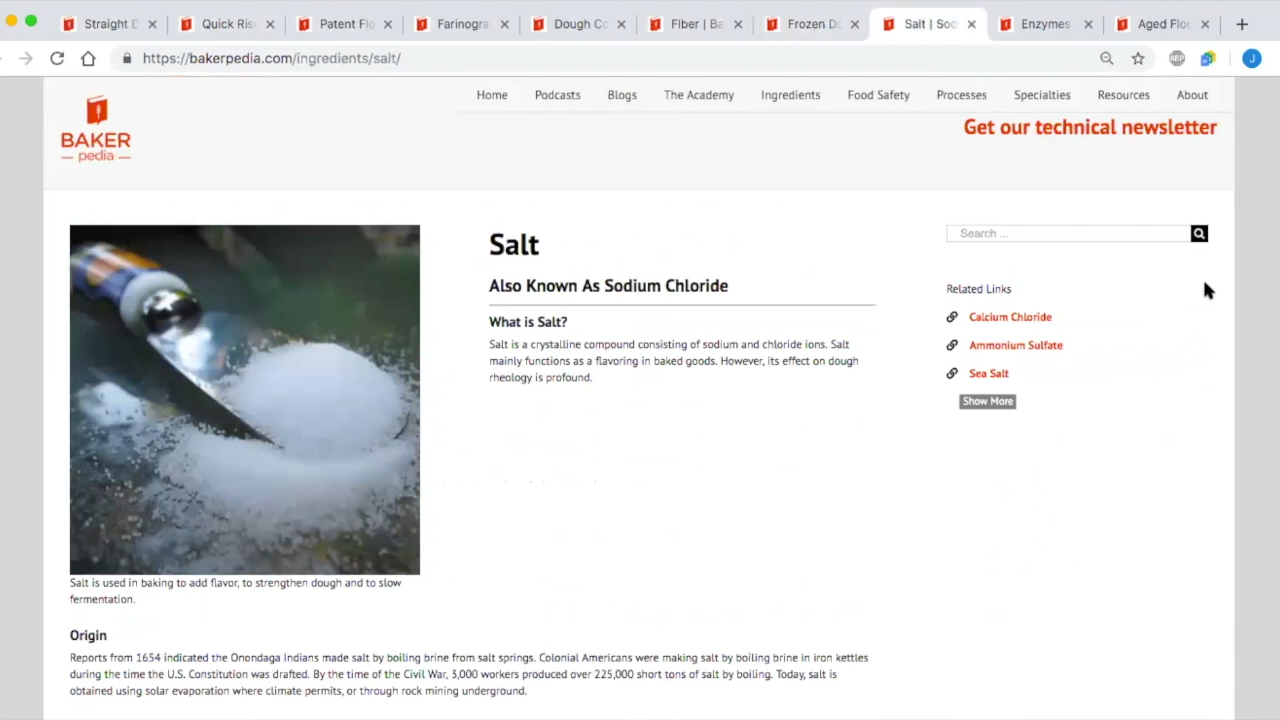 Straight D
Quick Ris
Patent Flo
Farinogra
Dough Co
Fiber | Ba
Frozen Do
Salt | Soc
Enzymes
Aged Flou
https://bakerpedia.com/ingredients/salt/
ABP
J
BAKER
pedia
Home Podcasts Blogs The Academy Ingredients Food Safety Processes Specialties Resources About
Get our technical newsletter
Salt
Also Known As Sodium Chloride
What is Salt?
Salt is a crystalline compound consisting of sodium and chloride ions. Salt
mainly functions as a flavoring in baked goods. However, its effect on dough
rheology is profound.
Search ...
Related Links
Calcium Chloride
Ammonium Sulfate
Sea Salt
Show More
Salt is used in baking to add flavor, to strengthen dough and to slow
fermentation.
Origin
Reports from 1654 indicated the Onondaga Indians made salt by boiling brine from salt springs. Colonial Americans were making salt by boiling brine in iron kettles
during the time the U.S. Constitution was drafted. By the time of the Civil War, 3,000 workers produced over 225,000 short tons of salt by boiling. Today, salt is
obtained using solar evaporation where climate permits, or through rock mining underground.